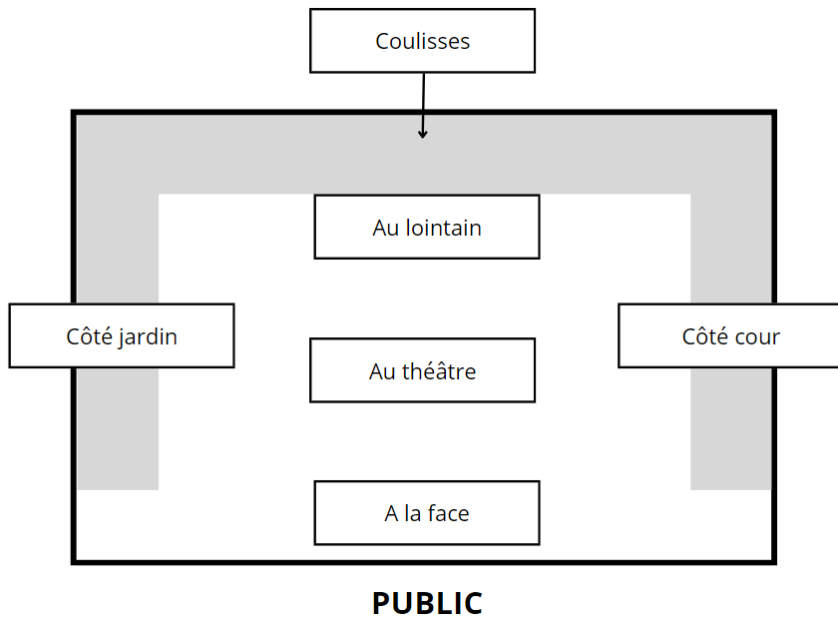 Coulisses
Au lointain
Côté jardin
Côté cour
Au théâtre
A la face
PUBLIC